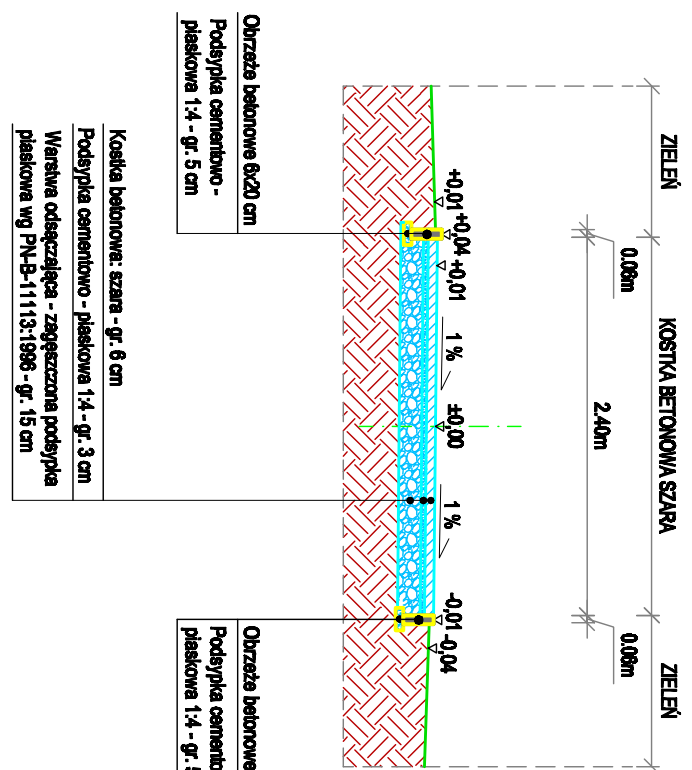 ZIELEŃ
KOSTKA BETONOWA SZARA
ZIELEŃ
0.06m
2.40m
0.06m
+0,01
+0,04
+0,01
1 %
±0,00
1 %
-0,01
-0,04
Obrzeże betonowe 6x20 cm
Podsypka cementowo -
piaskowa 1:4 - gr. 5 cm
Obrzeże betonowe
Podsypka cemento
piaskowa 1:4 - gr.
Kostka betonowa: szara - gr. 6 cm
Podsypka cementowo - piaskowa 1:4 - gr. 3 cm
Warstwa odsączająca - zagęszczona podsypka
piaskowa wg PN-B-11113:1996 - gr. 15 cm